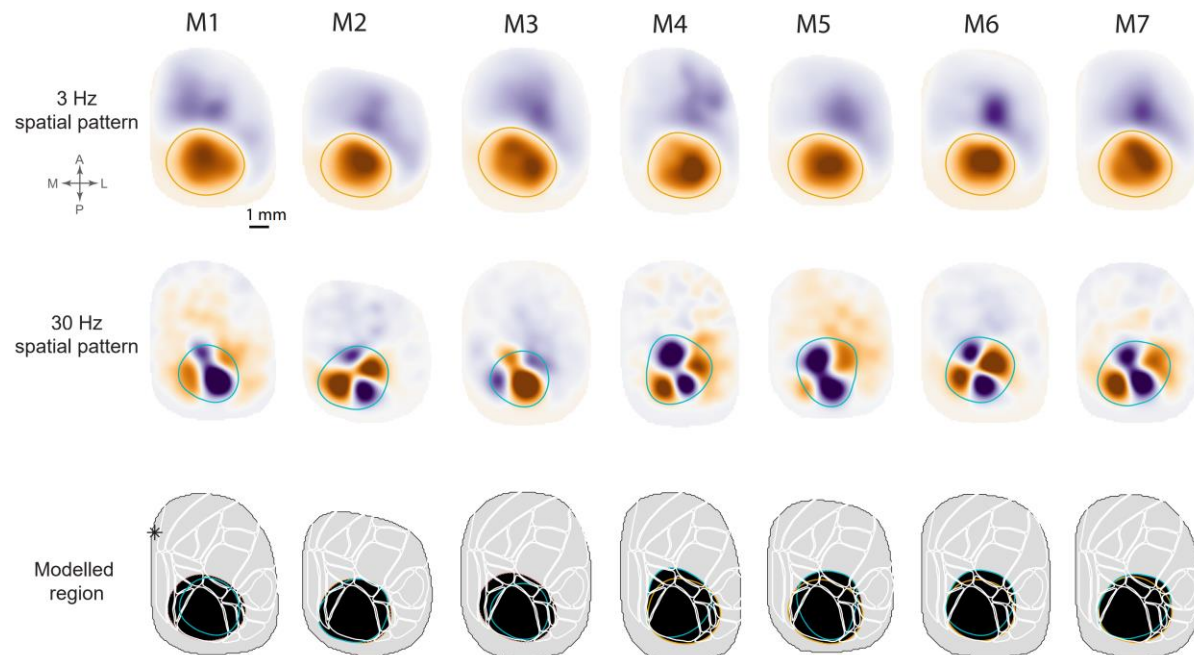 M1 M2 M3 M4 M5 M6 M7
3 Hz
spatial pattern
A
M L
P
1 mm
30 Hz
spatial pattern
Modelled
region